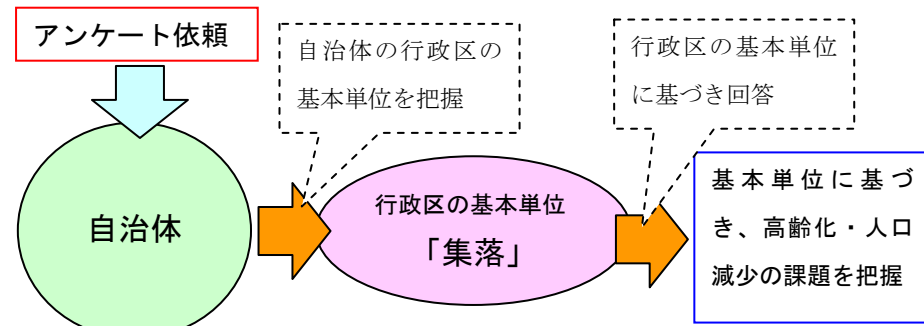 アンケート依頼
自治体の行政区の
基本単位を把握
行政区の基本単位
に基づき回答
自治体
行政区の基本単位
「集落」
基本単位に基づ
き、高齢化・人口
減少の課題を把握